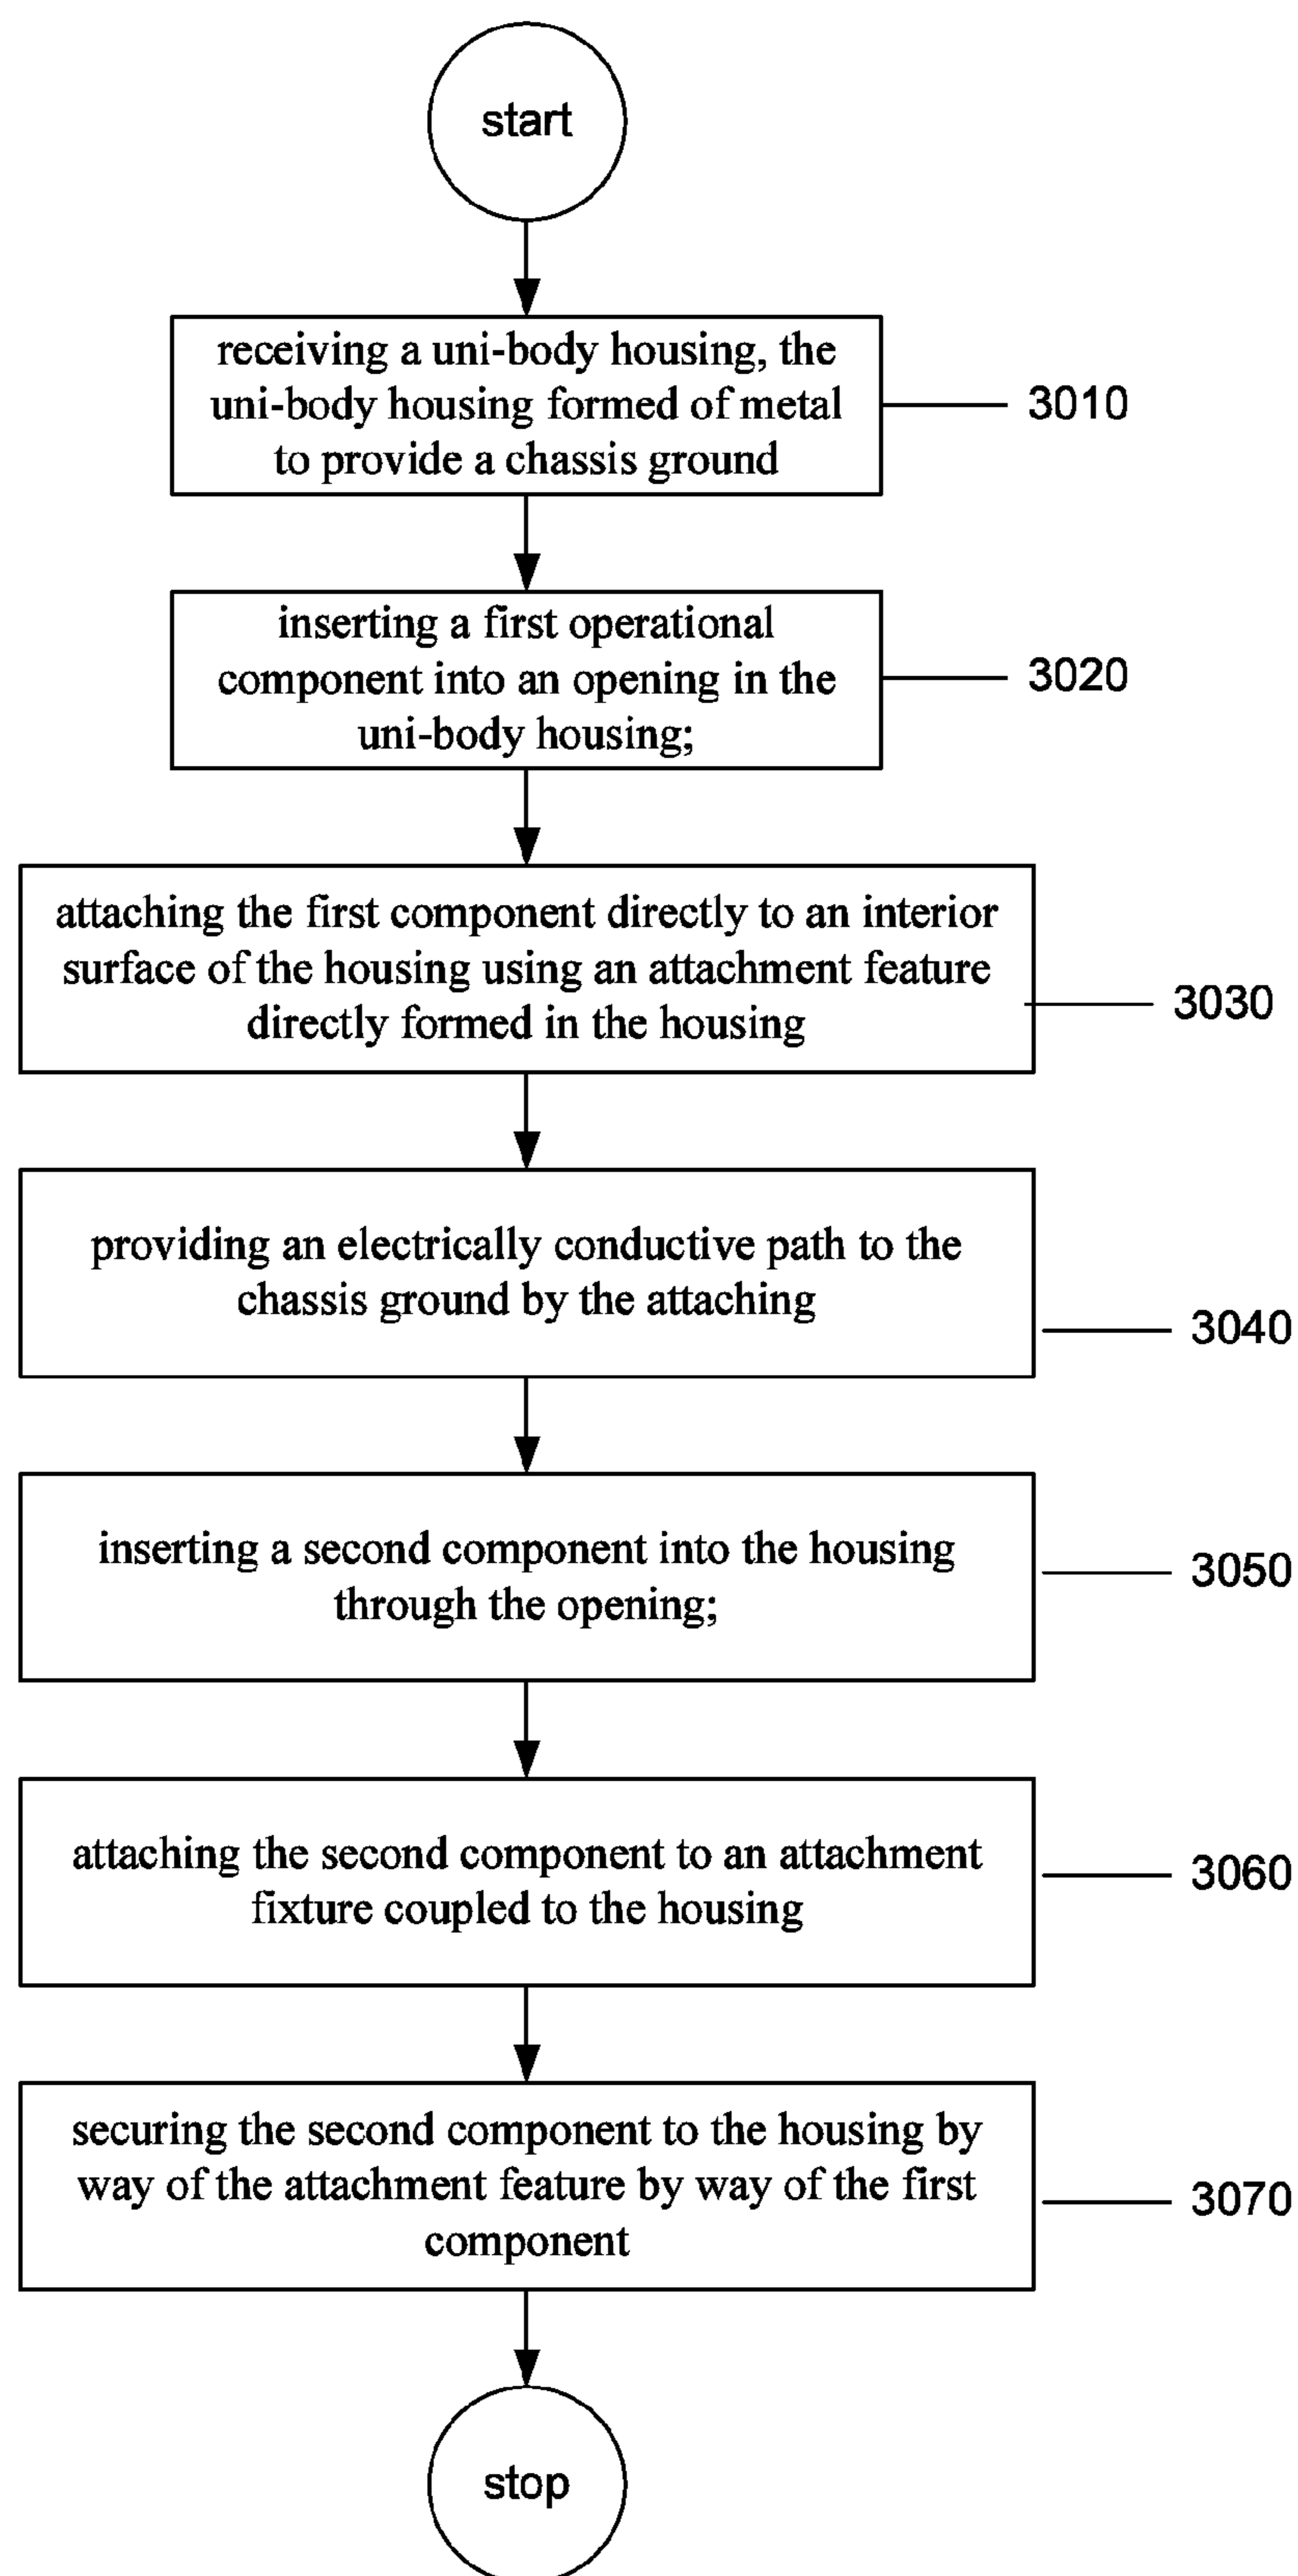 start
receiving a uni-body housing, the
uni-body housing formed of metal
to provide a chassis ground
3010
inserting a first operational
component into an opening in the
uni-body housing;
3020
attaching the first component directly to an interior
surface of the housing using an attachment feature
directly formed in the housing
3030
providing an electrically conductive path to the
chassis ground by the attaching
3040
inserting a second component into the housing
through the opening;
3050
attaching the second component to an attachment
fixture coupled to the housing
3060
securing the second component to the housing by
way of the attachment feature by way of the first
component
3070
stop